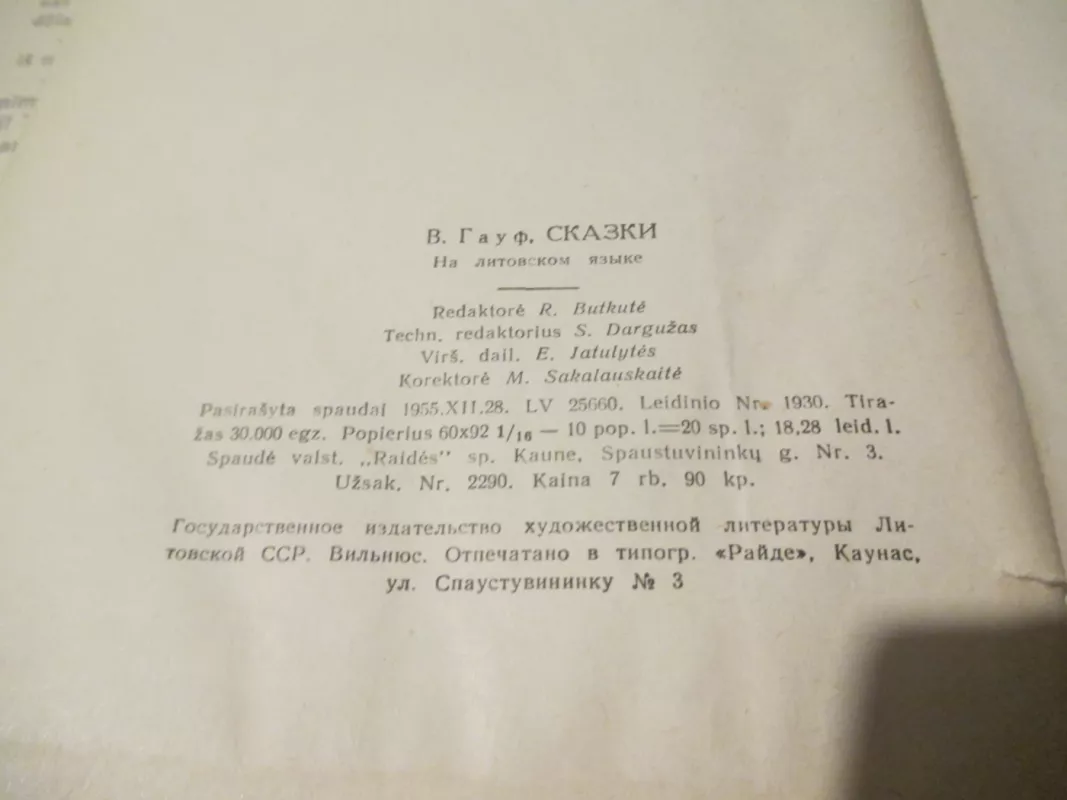 В. Гауф. СКАЗКИ
На литовском языке
Redaktorė R. Butkutė
Techn. redaktorius S. Dargužas
Virš. dail. E. Jatulytės
Korektorė M. Sakalauskaitė
Pasirašyta spaudai 1955.XII.28. LV 25660. Leidinio Nr. 1930. Tira-
žas 30.000 egz. Popierius 60x92 1/16 — 10 pop. l.=20 sp. l.; 18,28 leid. l.
Spaudė valst. „Raidės" sp. Kaune, Spaustuvininkų g. Nr. 3.
Užsak. Nr. 2290. Kaina 7 rb. 90 kp.
Государственное издательство художественной литературы Ли-
товской ССР. Вильнюс. Отпечатано в типогр. «Райде», Каунас,
ул. Спаустувининку № 3